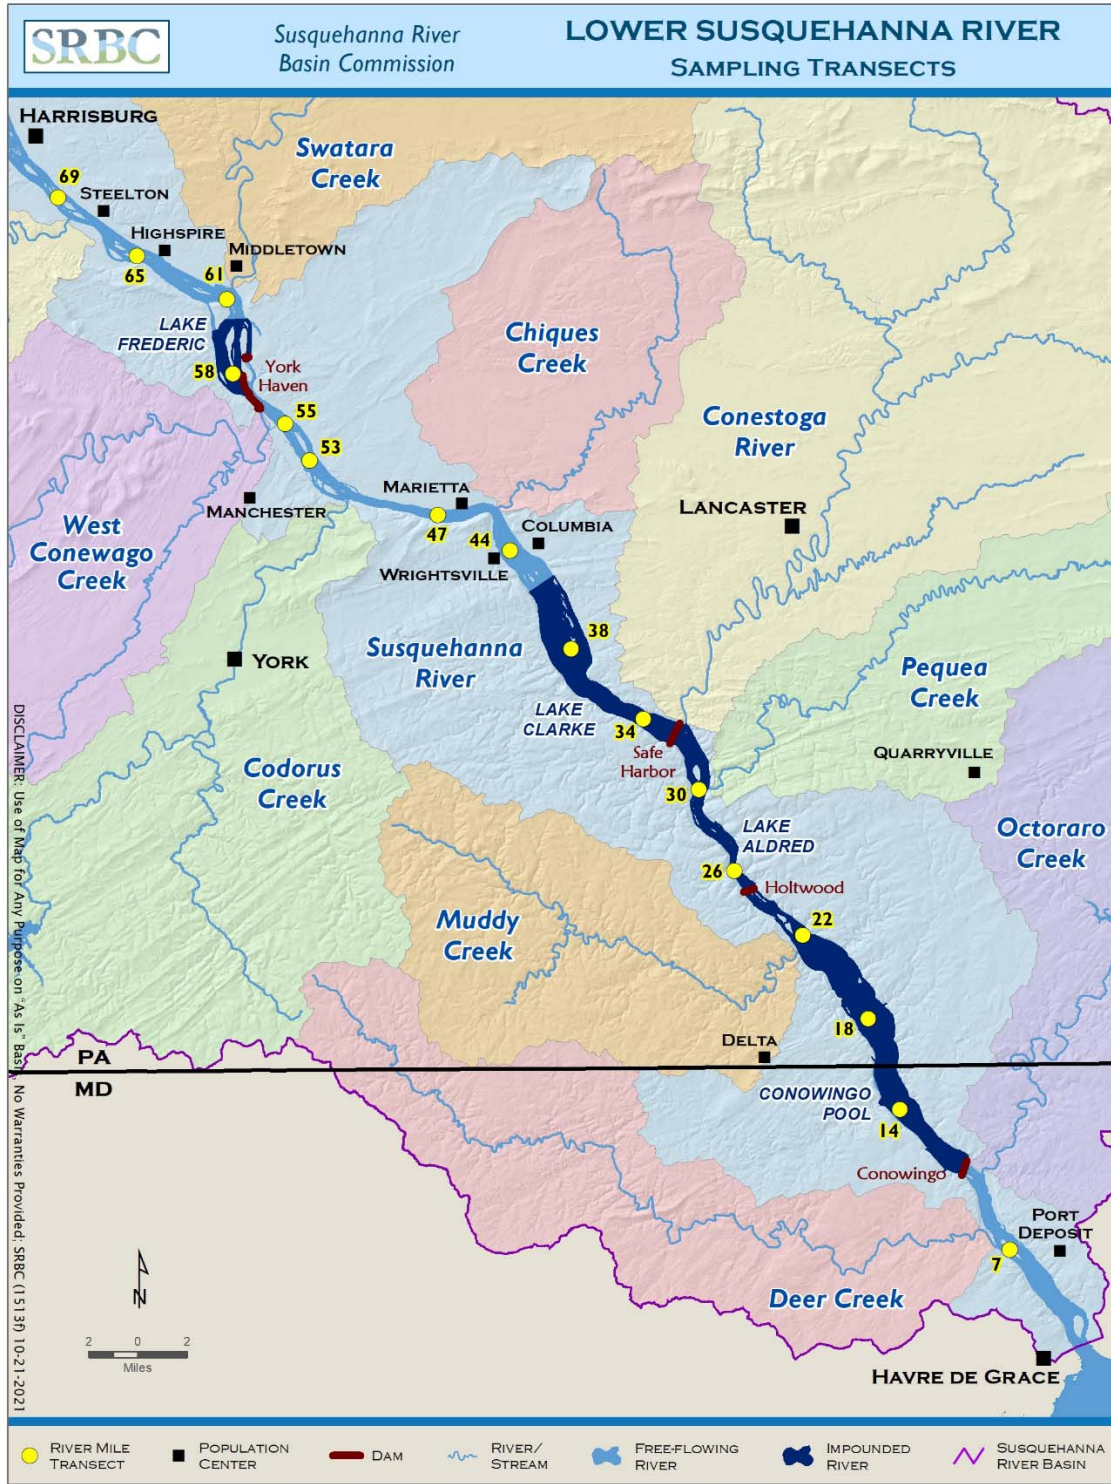 SRBC
Susquehanna River
Basin Commission
LOWER SUSQUEHANNA RIVER
SAMPLING TRANSECTS
HARRISBURG
69
STEELTON
Swatara
Creek
HIGHSPIRE
65
MIDDLETOWN
61
LAKE
FREDERIC
58
York
Haven
55
53
Chiques
Creek
Conestoga
River
West
Conewago
Creek
MANCHESTER
MARIETTA
47
44
COLUMBIA
WRIGHTSVILLE
LANCASTER
YORK
Susquehanna
River
38
Pequea
Creek
LAKE
CLARKE
34
Safe
Harbor
QUARRYVILLE
Codorus
Creek
30
LAKE
ALDRED
Octoraro
Creek
26
Holtwood
Muddy
Creek
22
18
DELTA
PA
MD
CONOWINGO
POOL
14
Conowingo
PORT
DEPOSIT
7
Deer Creek
HAVRE DE GRACE
N
2 0 2
Miles
DISCLAIMER: Use of Map for Any Purpose on "As Is" Basis. No Warranties Provided; SRBC (1513f) 10-21-2021
RIVER MILE
TRANSECT
POPULATION
CENTER
DAM
RIVER/
STREAM
FREE-FLOWING
RIVER
IMPOUNDED
RIVER
SUSQUEHANNA
RIVER BASIN